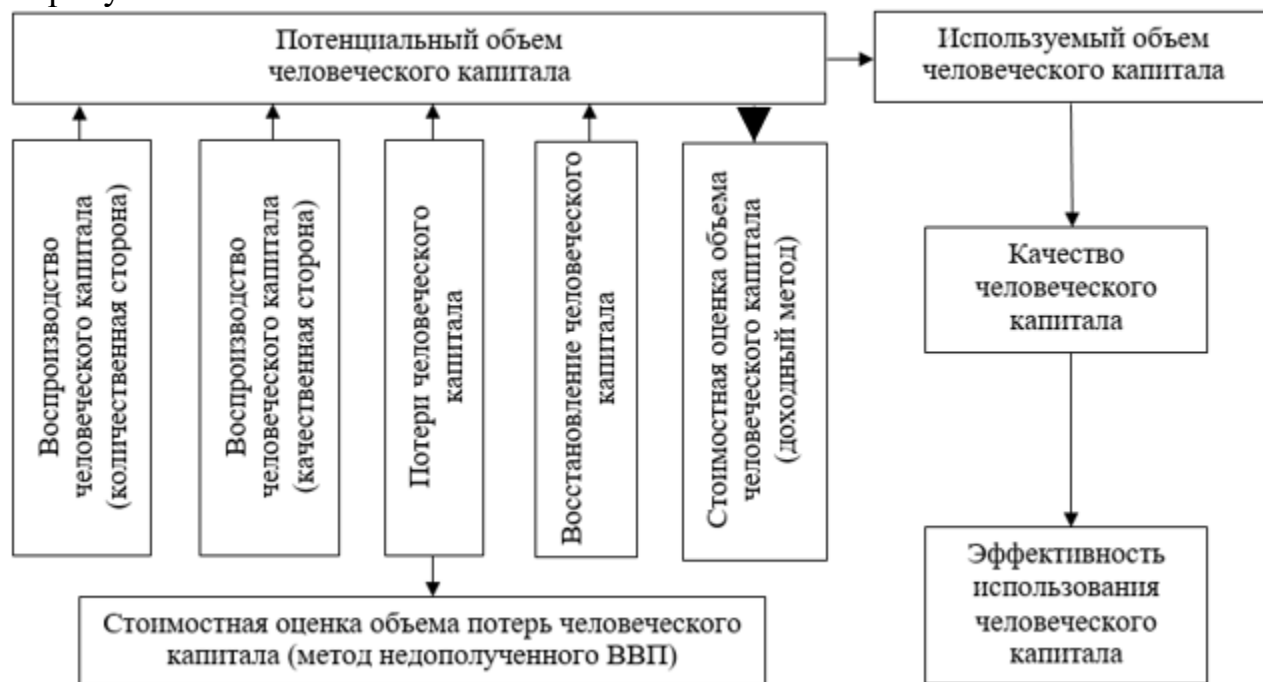 Потенциальный объем
человеческого капитала
Используемый объем
человеческого капитала
Воспроизводство
человеческого капитала
(количественная сторона)
Воспроизводство
человеческого капитала
(качественная сторона)
Потери человеческого
капитала
Восстановление человеческого
капитала
Стоимостная оценка объема
человеческого капитала
(доходный метод)
Качество
человеческого
капитала
Стоимостная оценка объема потерь человеческого
капитала (метод недополученного ВВП)
Эффективность
использования
человеческого
капитала